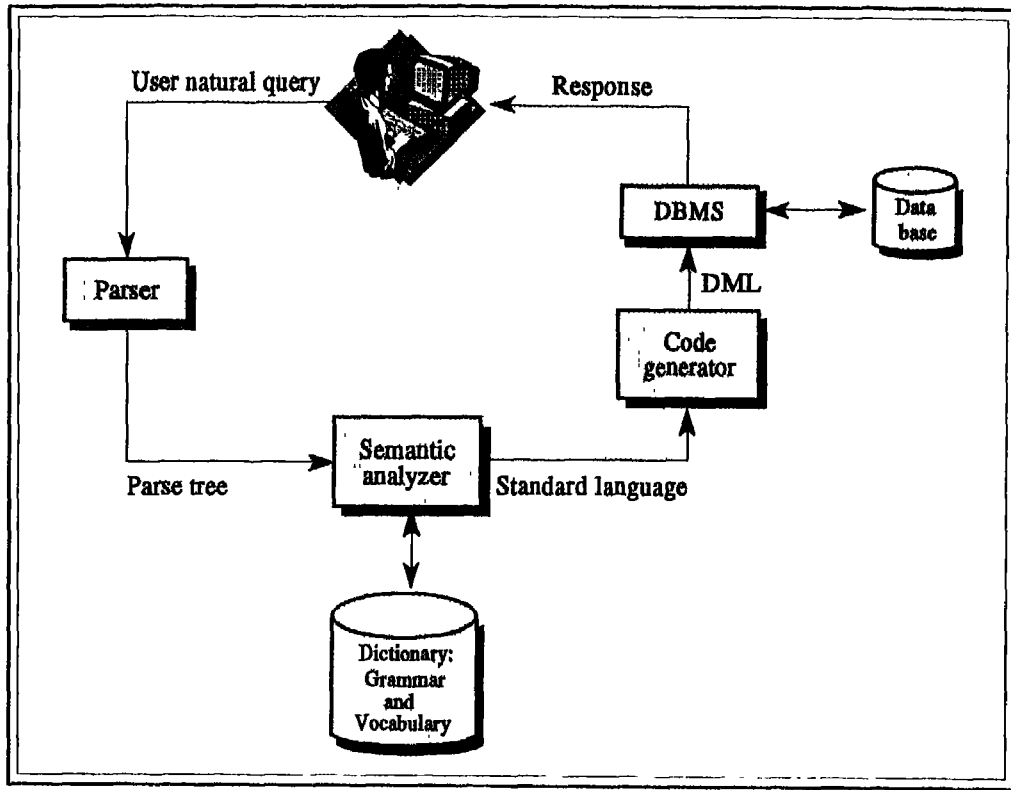 User natural query
Response
DBMS
Data
base
Parser
DML
Code
generator
Semantic
analyzer
Parse tree
Standard language
Dictionary:
Grammar
and
Vocabulary